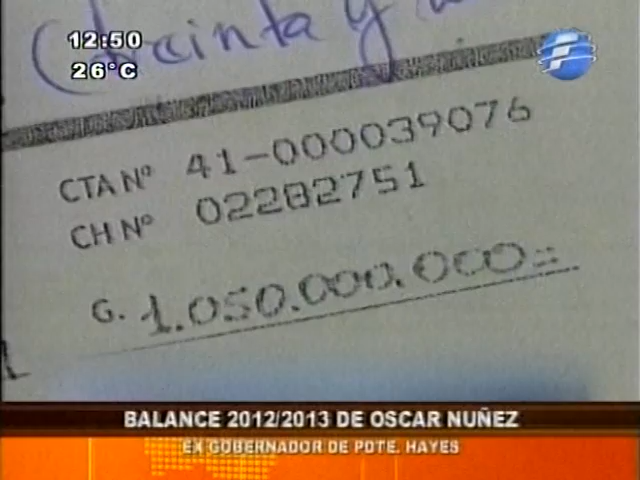 12:50
26°C
CTA Nº 41-000039076
CH Nº 02282751
G. 1.050.000.000=
BALANCE 2012/2013 DE OSCAR NUÑEZ
EX GOBERNADOR DE PDTE. HAYES